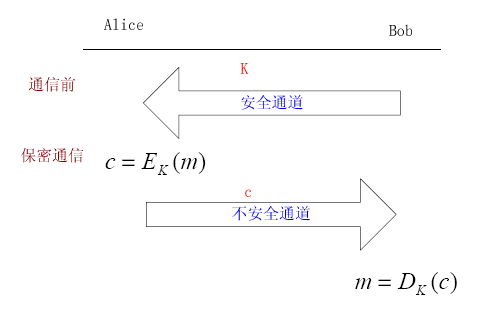 Alice
Bob
K
通信前
安全通道
保密通信
c = E_K(m)
c
不安全通道
m = D_K(c)